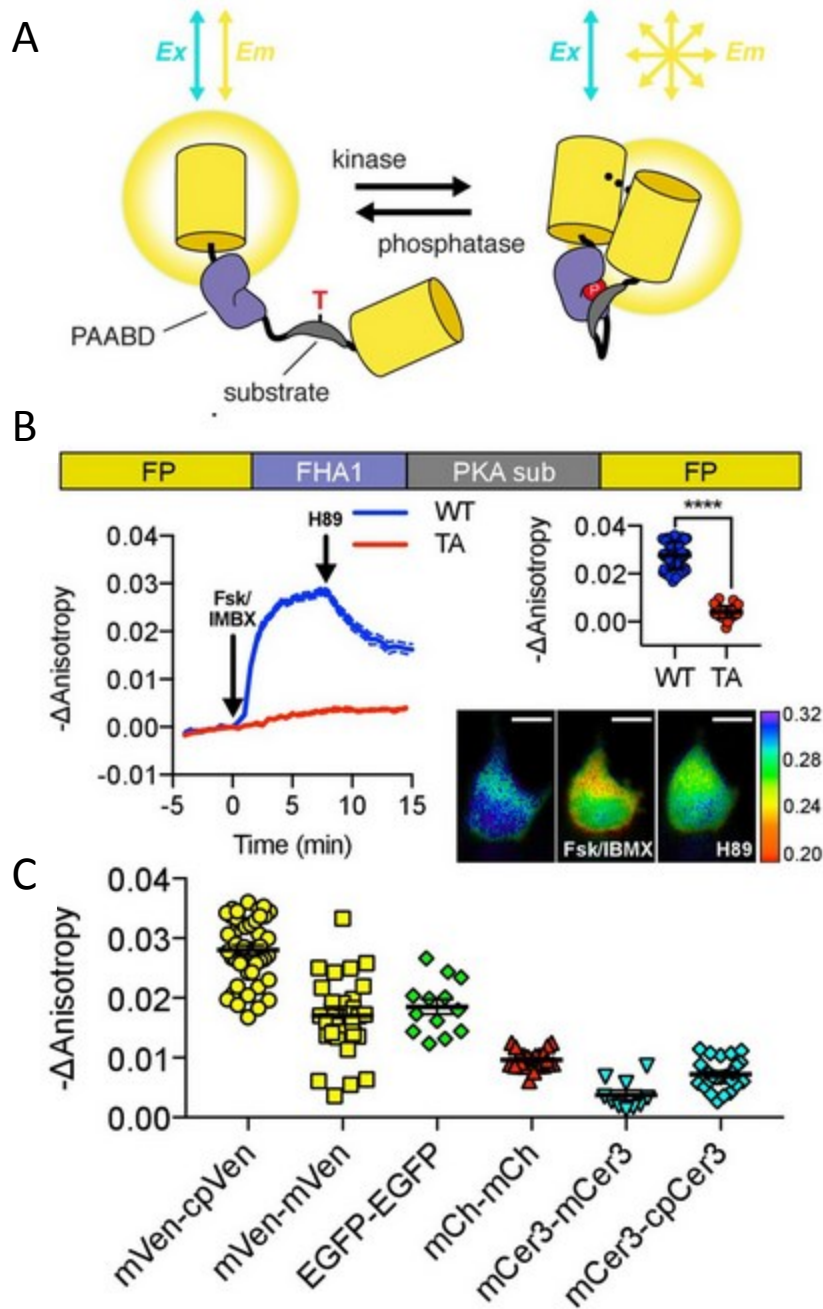 A
Ex
Em
Ex
Em
kinase
phosphatase
PAABD
T
substrate
P
B
FP
FHA1
PKA sub
FP
H89
WT
TA
Fsk/
IMBX
-ΔAnisotropy
0.04
0.03
0.02
0.01
0.00
-0.01
-5
0
5
10
15
Time (min)
****
-ΔAnisotropy
0.04
0.02
0.00
WT
TA
Fsk/IBMX
H89
0.32
0.28
0.24
0.20
C
-ΔAnisotropy
0.04
0.03
0.02
0.01
0.00
mVen-cpVen
mVen-mVen
EGFP-EGFP
mCh-mCh
mCer3-mCer3
mCer3-cpCer3